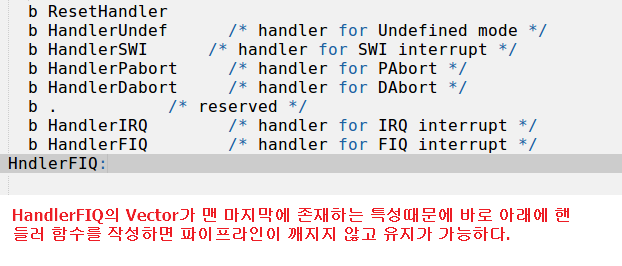 b ResetHandler
b HandlerUndef /* handler for Undefined mode */
b HandlerSWI /* handler for SWI interrupt */
b HandlerPabort /* handler for PAbort */
b HandlerDabort /* handler for DAbort */
b . /* reserved */
b HandlerIRQ /* handler for IRQ interrupt */
b HandlerFIQ /* handler for FIQ interrupt */
HndlerFIQ:
HandlerFIQ의 Vector가 맨 마지막에 존재하는 특성때문에 바로 아래에 핸
들러 함수를 작성하면 파이프라인이 깨지지 않고 유지가 가능하다.